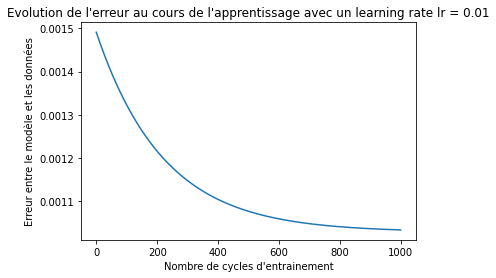 Evolution de l'erreur au cours de l'apprentissage avec un learning rate lr = 0.01
0.0015
0.0014
0.0013
0.0012
0.0011
Erreur entre le modèle et les données
0 200 400 600 800 1000
Nombre de cycles d'entrainement